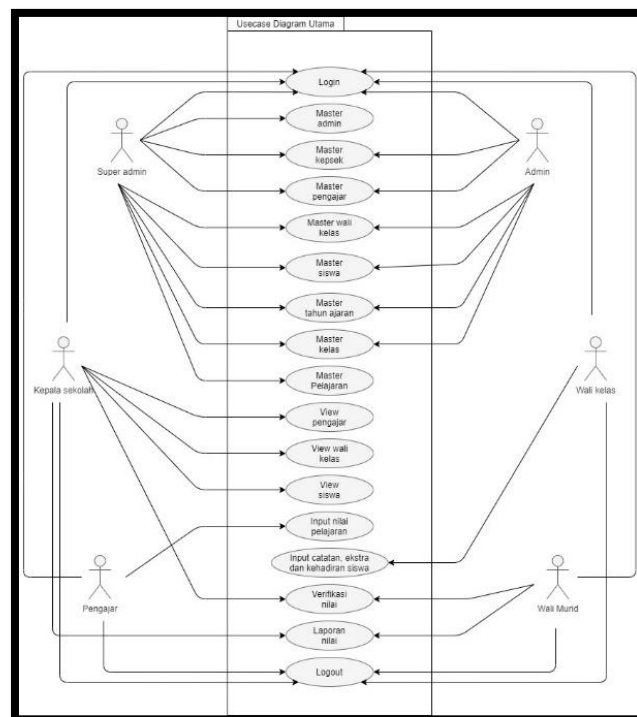 Usecase Diagram Utama
Login
Master
admin
Super admin
Master
kepsek
Admin
Master
pengajar
Master wali
kelas
Master
siswa
Master
tahun ajaran
Master
kelas
Kepala sekolah
Wali kelas
Master
Pelajaran
View
pengajar
View wali
kelas
View
siswa
Input nilai
pelajaran
Input catatan, ekstra
dan kehadiran siswa
Pengajar
Verifikasi
nilai
Wali Murid
Laporan
nilai
Logout